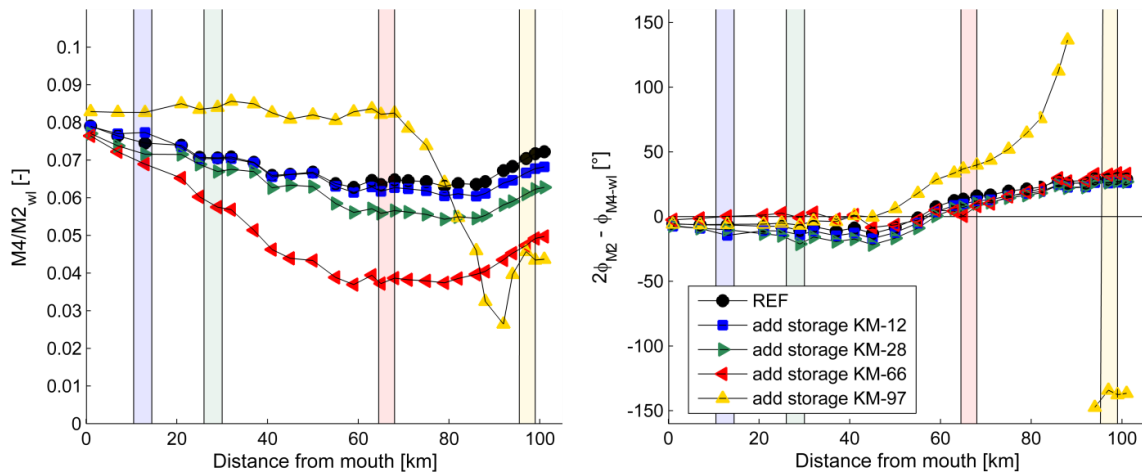 M4/M2wl [-]
0.1
0.09
0.08
0.07
0.06
0.05
0.04
0.03
0.02
0.01
0
0 20 40 60 80 100
Distance from mouth [km]
2ϕM2 - ϕM4-wl [°]
150
100
50
0
-50
-100
-150
REF
add storage KM-12
add storage KM-28
add storage KM-66
add storage KM-97
0 20 40 60 80 100
Distance from mouth [km]